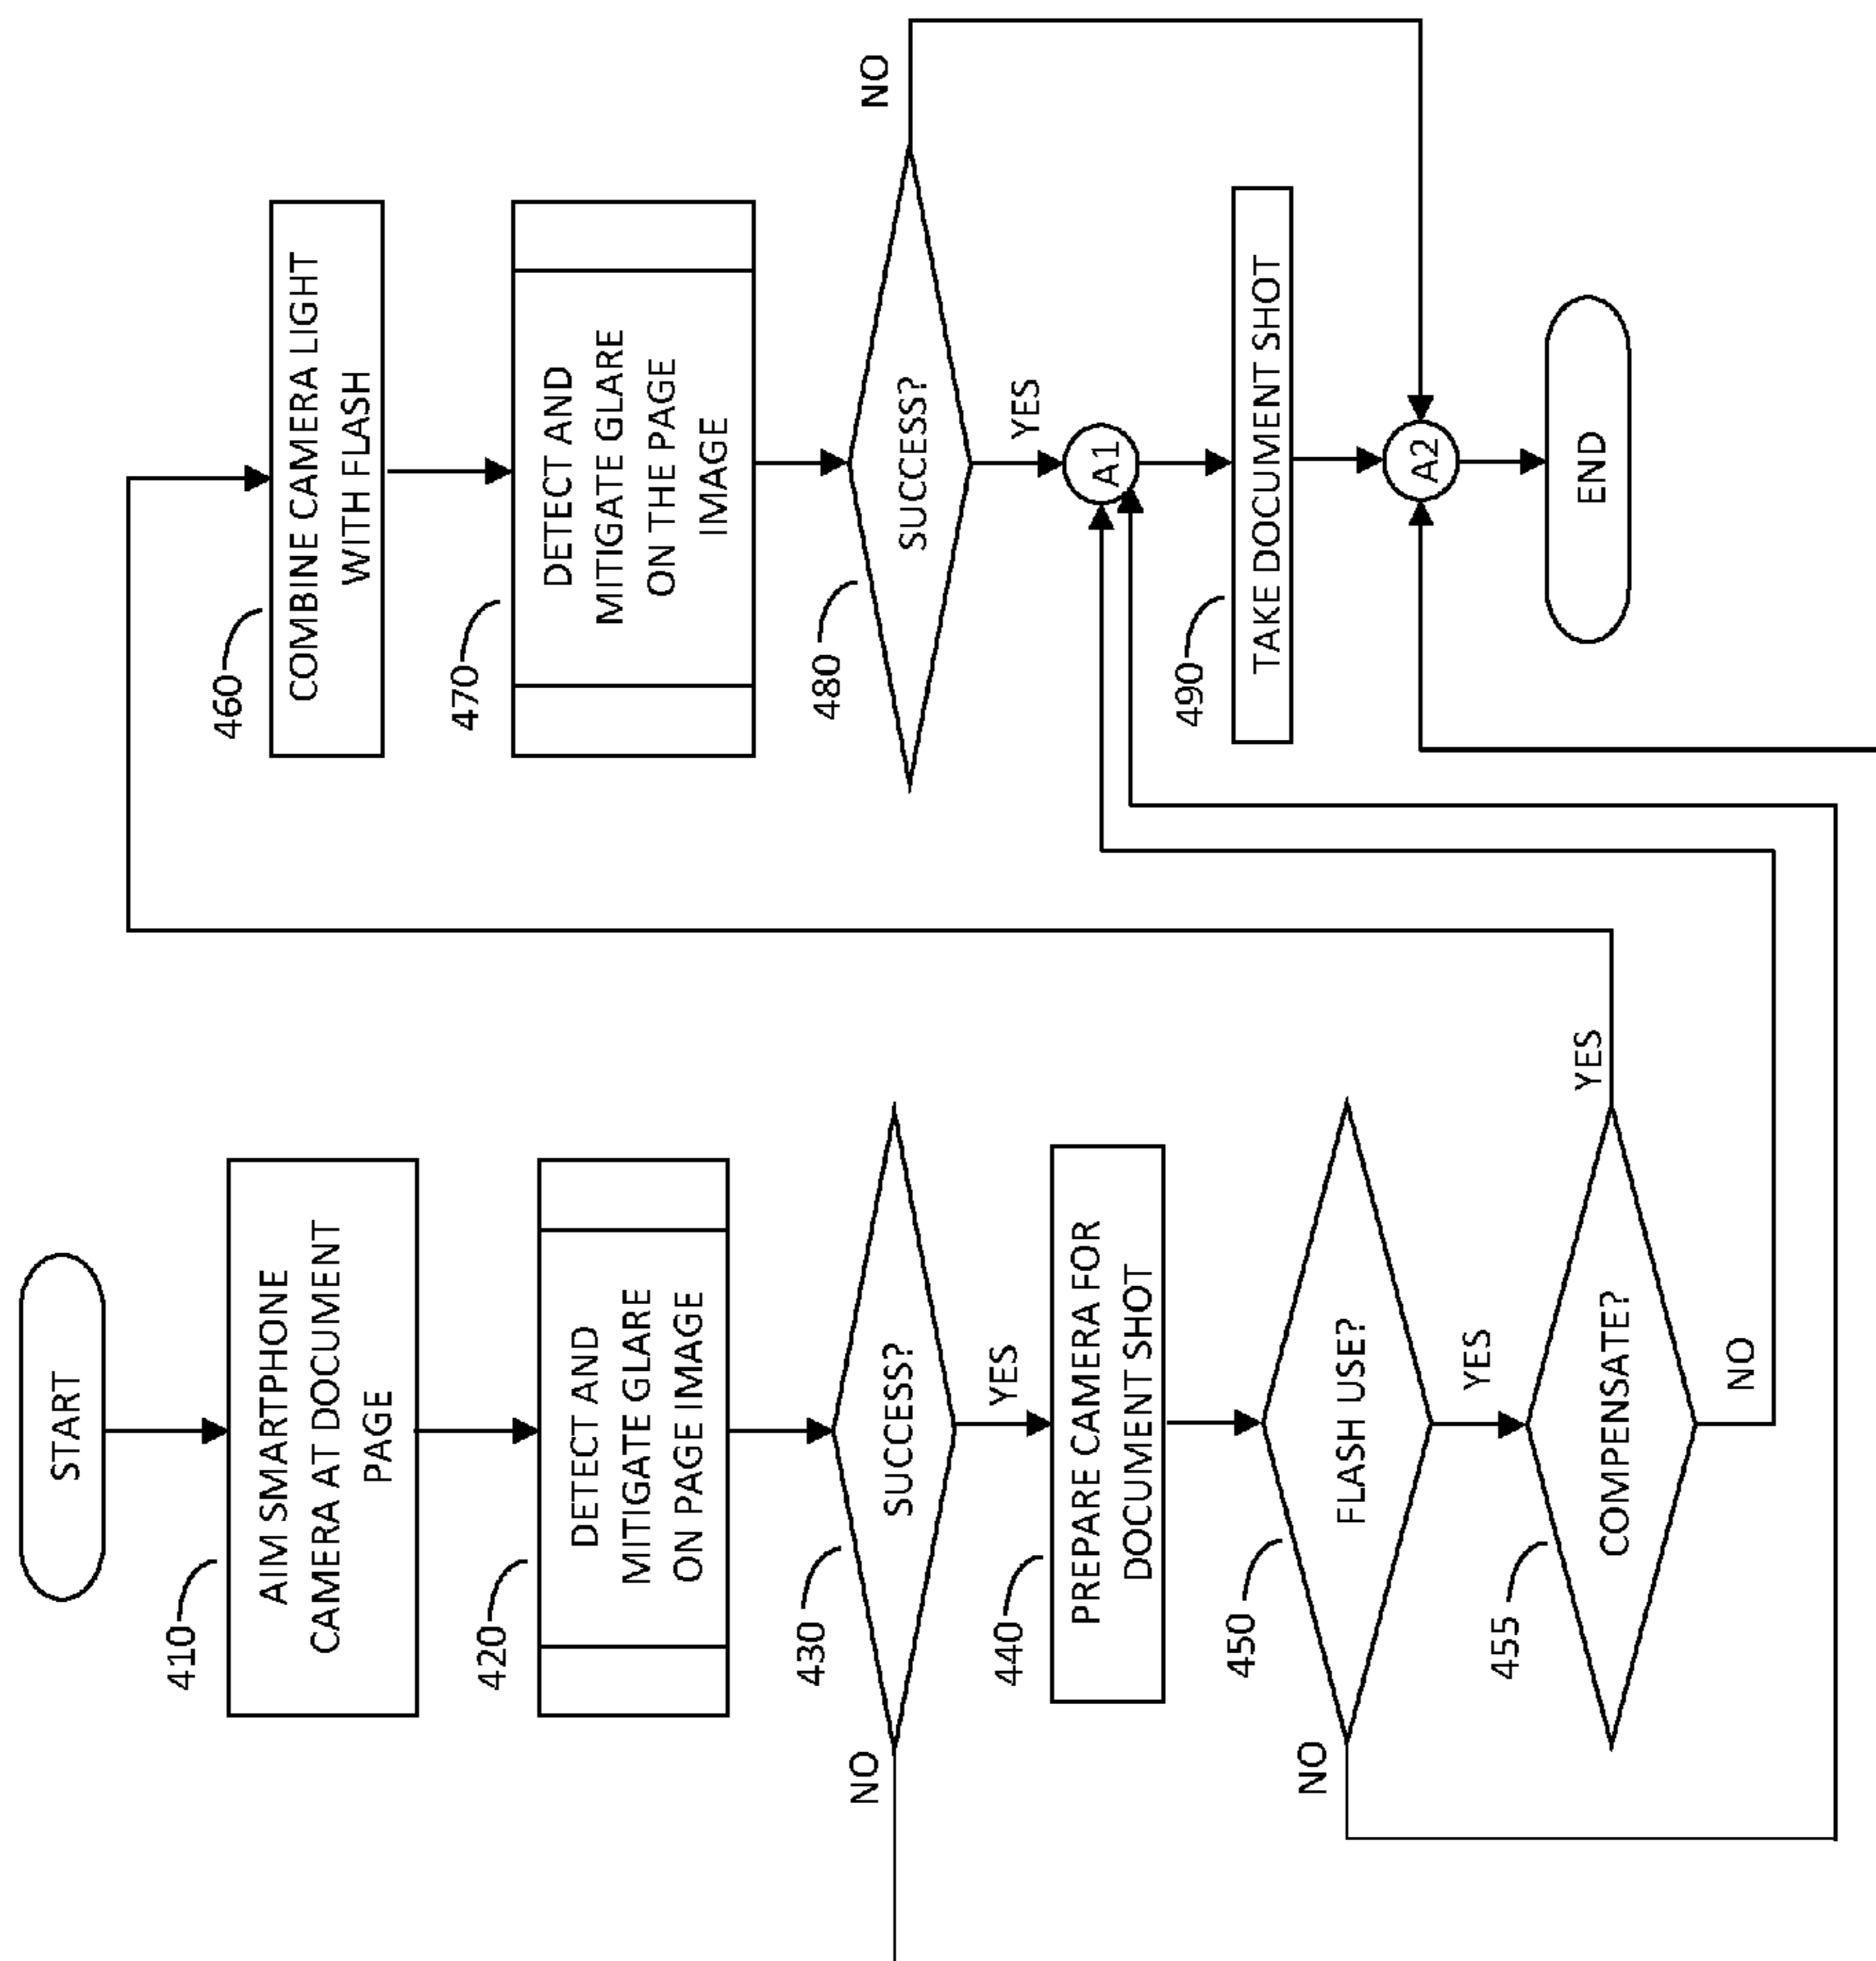 START
410
AIM SMARTPHONE
CAMERA AT DOCUMENT
PAGE
420
DETECT AND
MITIGATE GLARE
ON PAGE IMAGE
430
SUCCESS?
NO
YES
440
PREPARE CAMERA FOR
DOCUMENT SHOT
450
FLASH USE?
NO
YES
455
COMPENSATE?
YES
NO
460
COMBINE CAMERA LIGHT
WITH FLASH
470
DETECT AND
MITIGATE GLARE
ON THE PAGE
IMAGE
480
SUCCESS?
NO
YES
A1
490
TAKE DOCUMENT SHOT
A2
END